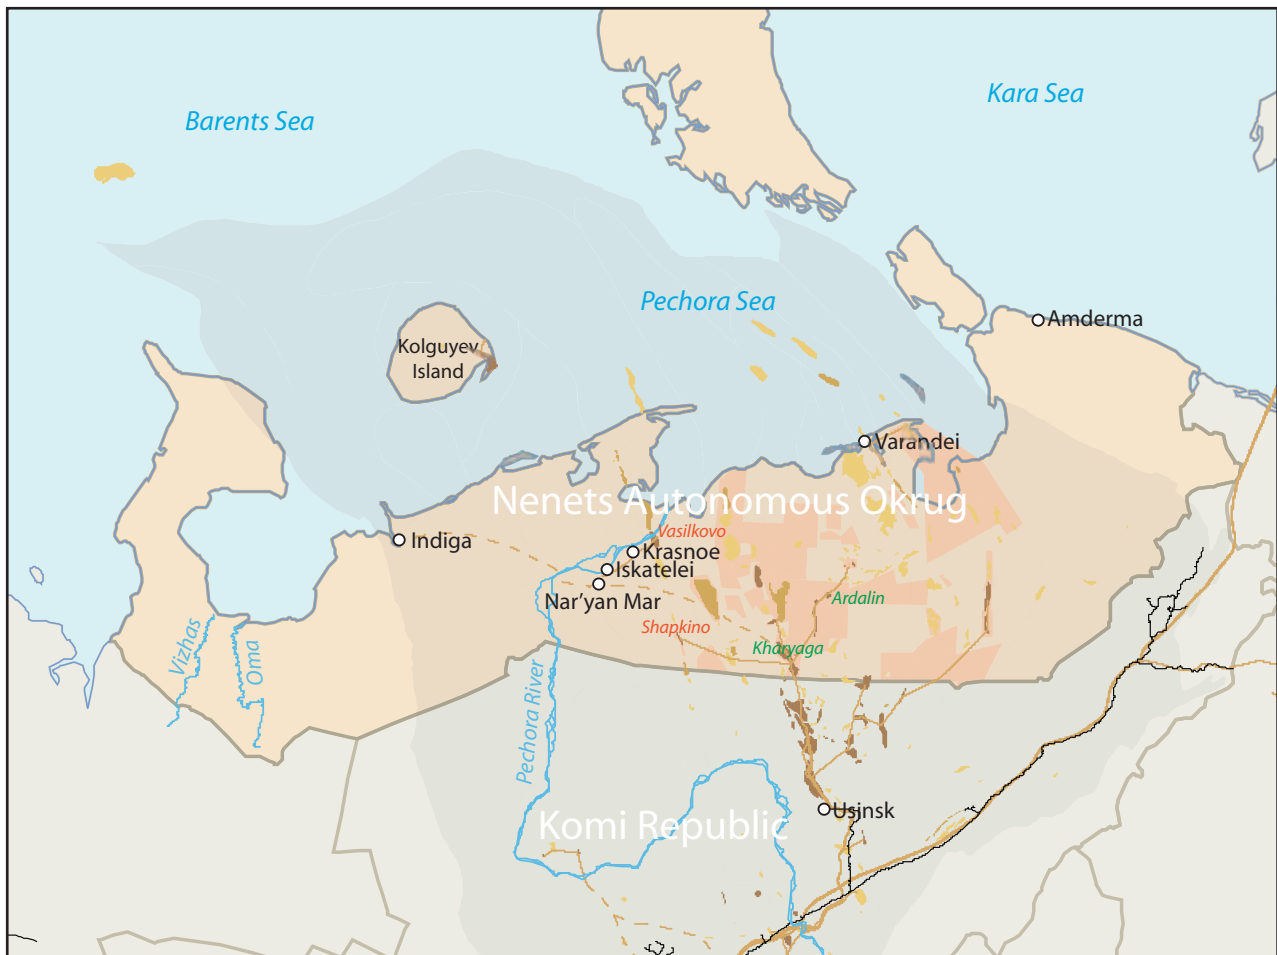 Kara Sea
Barents Sea
Pechora Sea
Amderma
Kolguyev
Island
Varandei
Nenets Autonomous Okrug
Vasilkovo
Indiga
Krasnoe
Iskatelei
Nar'yan Mar
Ardalin
Shapkino
Kharyaga
Vizhas
Oma
Pechora River
Usinsk
Komi Republic